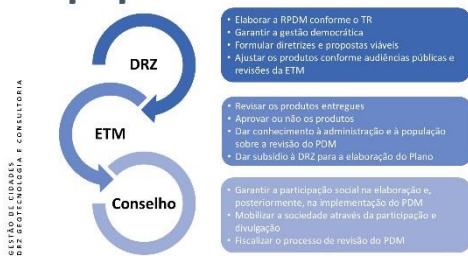 DRZ
• Elaborar a RPDM conforme o TR
• Garantir a gestão democrática
• Formular diretrizes e propostas viáveis
• Ajustar os produtos conforme audiências públicas e
revisões da ETM
ETM
• Revisar os produtos entregues
• Aprovar ou não os produtos
• Dar conhecimento à administração e à população
sobre a revisão do PDM
• Dar subsídio à DRZ para a elaboração do Plano
Conselho
• Garantir a participação social na elaboração e,
posteriormente, na implementação do PDM
• Mobilizar a sociedade através da participação e
divulgação
• Fiscalizar o processo de revisão do PDM
GESTÃO DE CIDADES
DRZ GEOTECNOLOGIA E CONSULTORIA